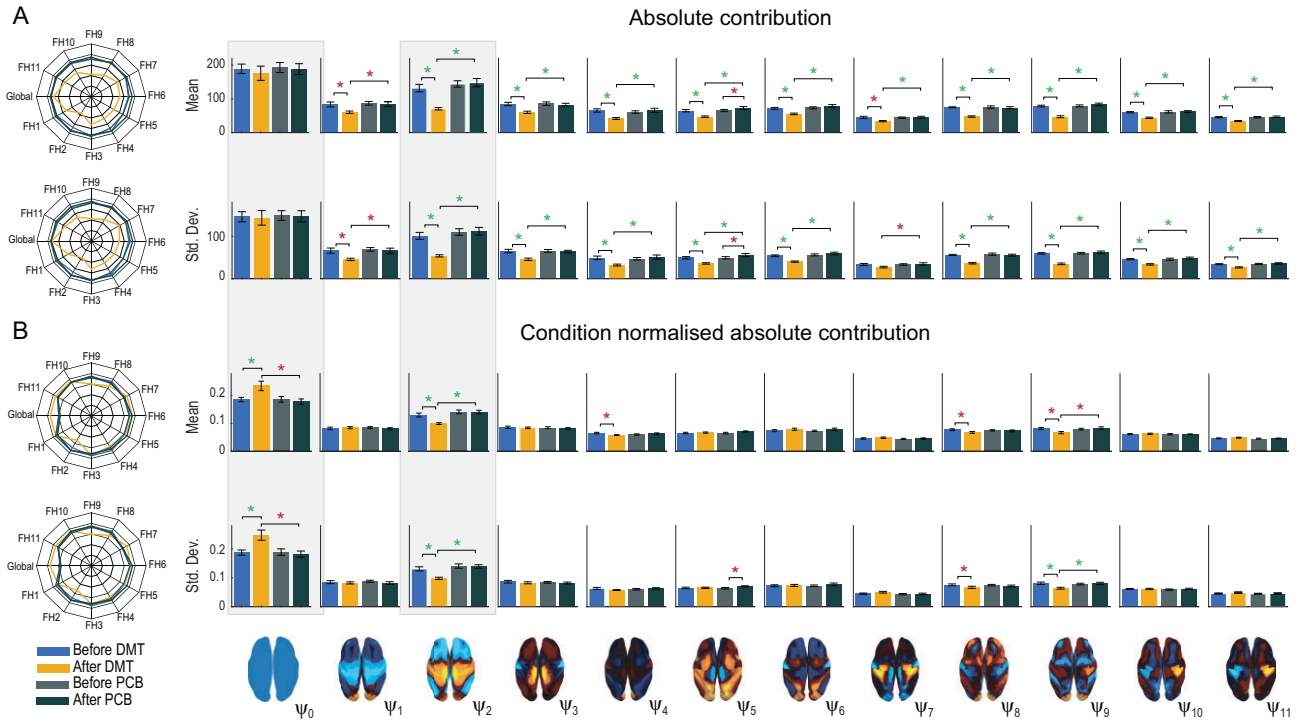 A
Absolute contribution
FH9
FH10 FH8
FH11 FH7
Global FH6
FH1 FH5
FH2 FH4
FH3
Mean
200
100
0
* * * * * * * * * * * * * * * * * * * * * * *
FH9
FH10 FH8
FH11 FH7
Global FH6
FH1 FH5
FH2 FH4
FH3
Std. Dev.
100
0
* * * * * * * * * * * * * * * * * * * * * *
B
Condition normalised absolute contribution
FH9
FH10 FH8
FH11 FH7
Global FH6
FH1 FH5
FH2 FH4
FH3
Mean
0.2
0.1
0
* * * * * * * *
FH9
FH10 FH8
FH11 FH7
Global FH6
FH1 FH5
FH2 FH4
FH3
Std. Dev.
0.2
0.1
0
* * * * * * * *
Before DMT
After DMT
Before PCB
After PCB
Ψ0 Ψ1 Ψ2 Ψ3 Ψ4 Ψ5 Ψ6 Ψ7 Ψ8 Ψ9 Ψ10 Ψ11